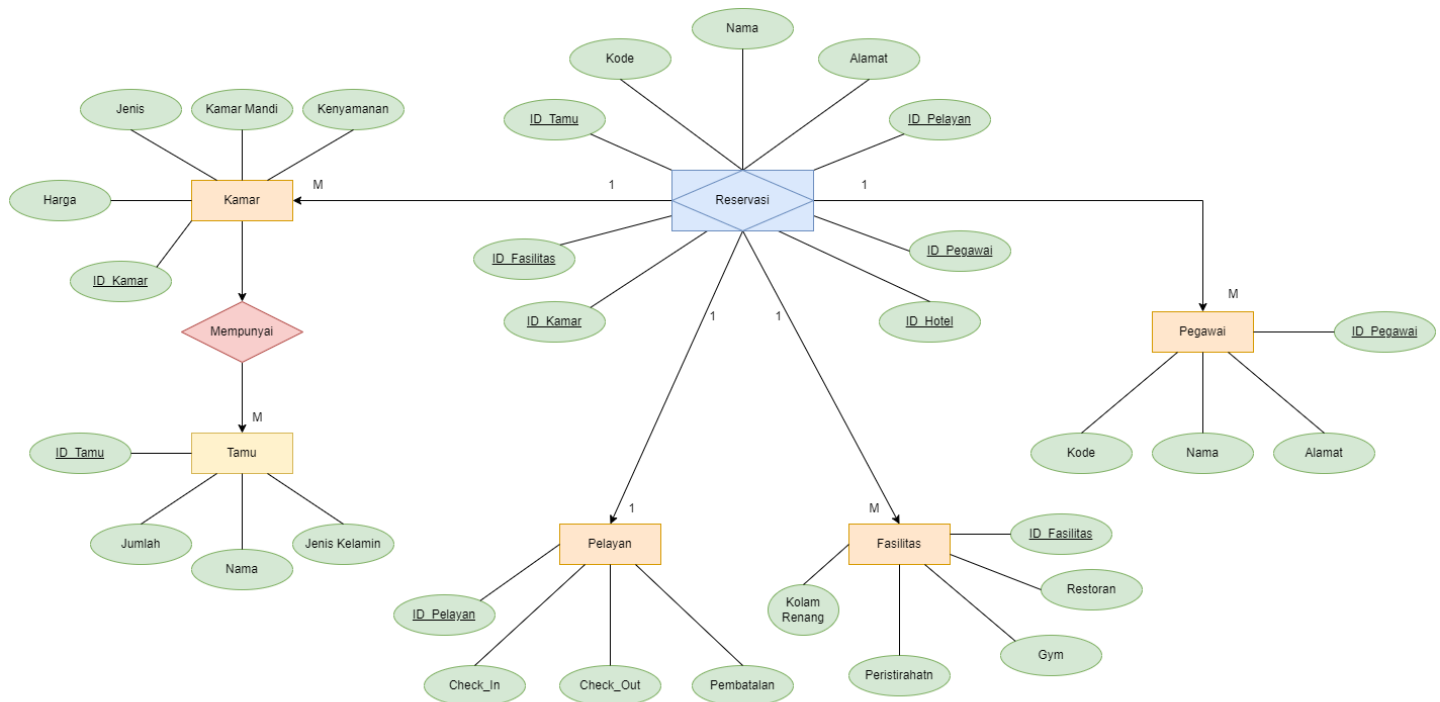 Nama
Kode
Alamat
Jenis
Kamar Mandi
Kenyamanan
ID_Tamu
ID_Pelayan
M
1
1
Harga
Kamar
Reservasi
ID_Fasilitas
ID_Pegawai
ID_Kamar
M
Mempunyai
ID_Kamar
ID_Hotel
1
1
Pegawai
ID_Pegawai
M
ID_Tamu
Tamu
Kode
Nama
Alamat
1
M
Jumlah
Nama
Jenis Kelamin
Pelayan
Fasilitas
ID_Fasilitas
Restoran
Kolam
Renang
ID_Pelayan
Gym
Peristirahatn
Check_In
Check_Out
Pembatalan